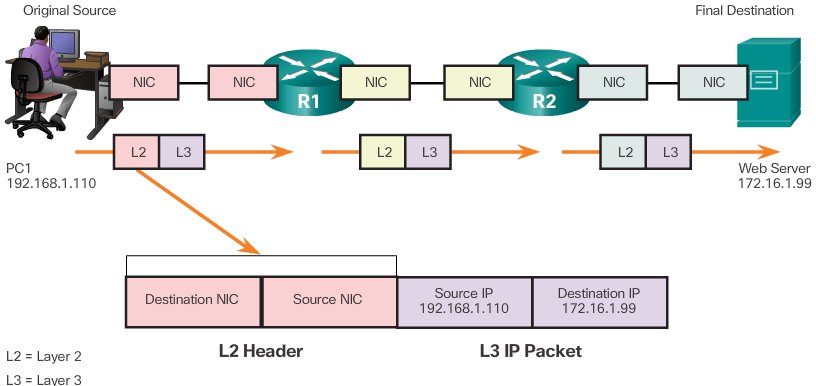 Original Source
Final Destination
NIC
NIC
NIC
NIC
NIC
NIC
R1
R2
L2
L3
L2
L3
L2
L3
PC1
192.168.1.110
Web Server
172.16.1.99
Destination NIC
Source NIC
Source IP
192.168.1.110
Destination IP
172.16.1.99
L2 Header
L3 IP Packet
L2 = Layer 2
L3 = Layer 3